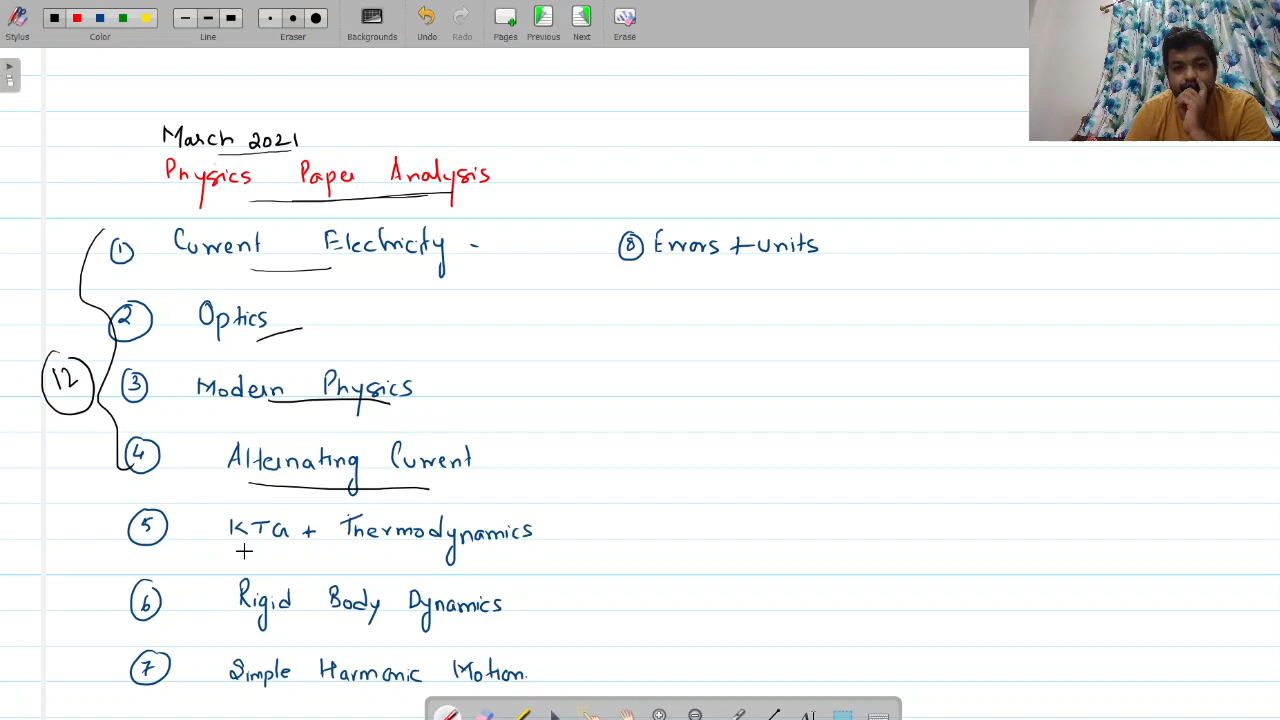 Stylus Color Line Eraser Backgrounds Undo Redo Pages Previous Next Erase
March 2021
Physics Paper Analysis
① Current Electricity -
⑧ Errors + units
② Optics
12
③ Modern Physics
④ Alternating Current
⑤ KTG + Thermodynamics
⑥ Rigid Body Dynamics
⑦ Simple Harmonic Motion.